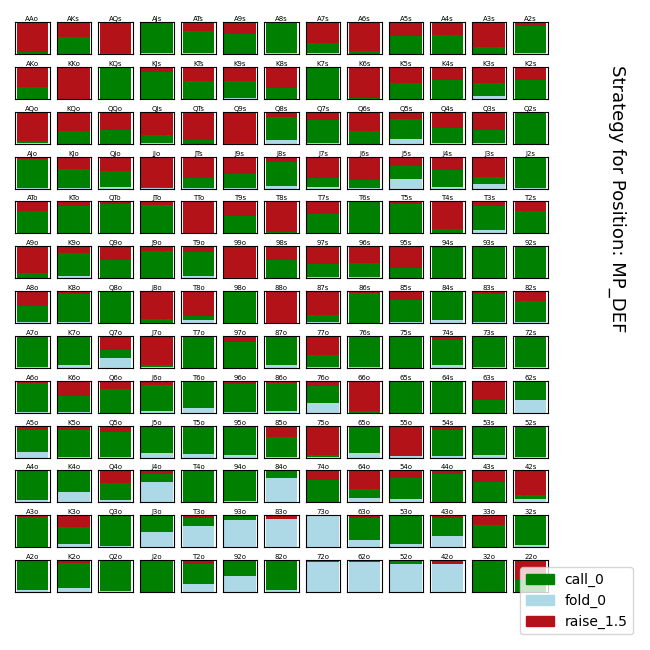 AAo AKs AQs AJs ATs A9s A8s A7s A6s A5s A4s A3s A2s
AKo KKo KQs KJs KTs K9s K8s K7s K6s K5s K4s K3s K2s
AQo KQo QQo QJs QTs Q9s Q8s Q7s Q6s Q5s Q4s Q3s Q2s
AJo KJo QJo JJo JTs J9s J8s J7s J6s J5s J4s J3s J2s
ATo KTo QTo JTo TTo T9s T8s T7s T6s T5s T4s T3s T2s
A9o K9o Q9o J9o T9o 99o 98s 97s 96s 95s 94s 93s 92s
A8o K8o Q8o J8o T8o 98o 88o 87s 86s 85s 84s 83s 82s
A7o K7o Q7o J7o T7o 97o 87o 77o 76s 75s 74s 73s 72s
A6o K6o Q6o J6o T6o 96o 86o 76o 66o 65s 64s 63s 62s
A5o K5o Q5o J5o T5o 95o 85o 75o 65o 55o 54s 53s 52s
A4o K4o Q4o J4o T4o 94o 84o 74o 64o 54o 44o 43s 42s
A3o K3o Q3o J3o T3o 93o 83o 73o 63o 53o 43o 33o 32s
A2o K2o Q2o J2o T2o 92o 82o 72o 62o 52o 42o 32o 22o
Strategy for Position: MP_DEF
call_0
fold_0
raise_1.5